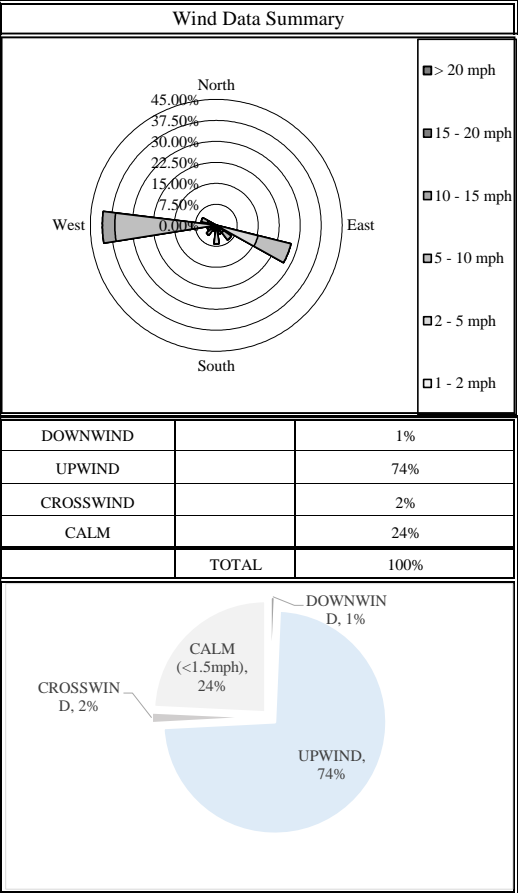 Wind Data Summary
North
45.00%
37.50%
30.00%
22.50%
15.00%
7.50%
0.00%
West
East
South
> 20 mph
15 - 20 mph
10 - 15 mph
5 - 10 mph
2 - 5 mph
1 - 2 mph
DOWNWIND 1%
UPWIND 74%
CROSSWIND 2%
CALM 24%
TOTAL 100%
DOWNWIN
D, 1%
CALM
(<1.5mph),
24%
CROSSWIN
D, 2%
UPWIND,
74%